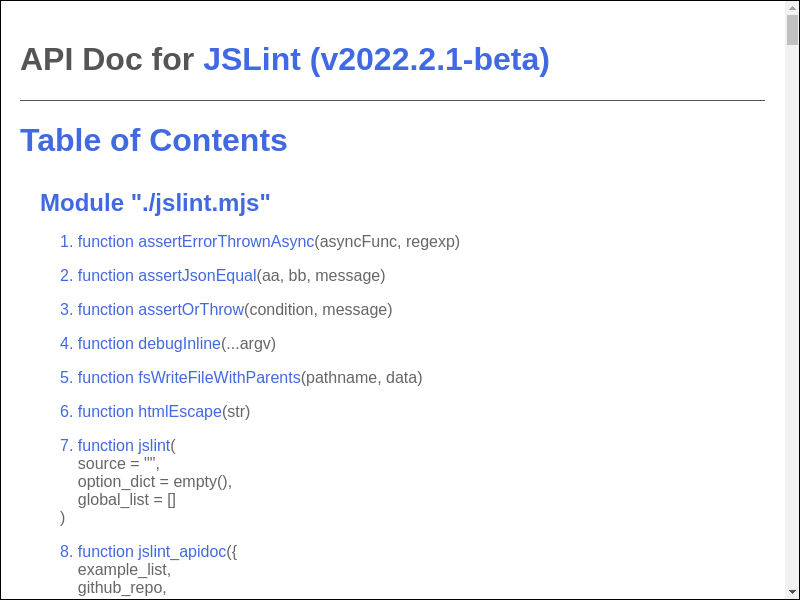 API Doc for JSLint (v2022.2.1-beta)
Table of Contents
Module "./jslint.mjs"
1. function assertErrorThrownAsync(asyncFunc, regexp)
2. function assertJsonEqual(aa, bb, message)
3. function assertOrThrow(condition, message)
4. function debugInline(...argv)
5. function fsWriteFileWithParents(pathname, data)
6. function htmlEscape(str)
7. function jslint(
source = "",
option_dict = empty(),
global_list = []
)
8. function jslint_apidoc({
example_list,
github_repo,